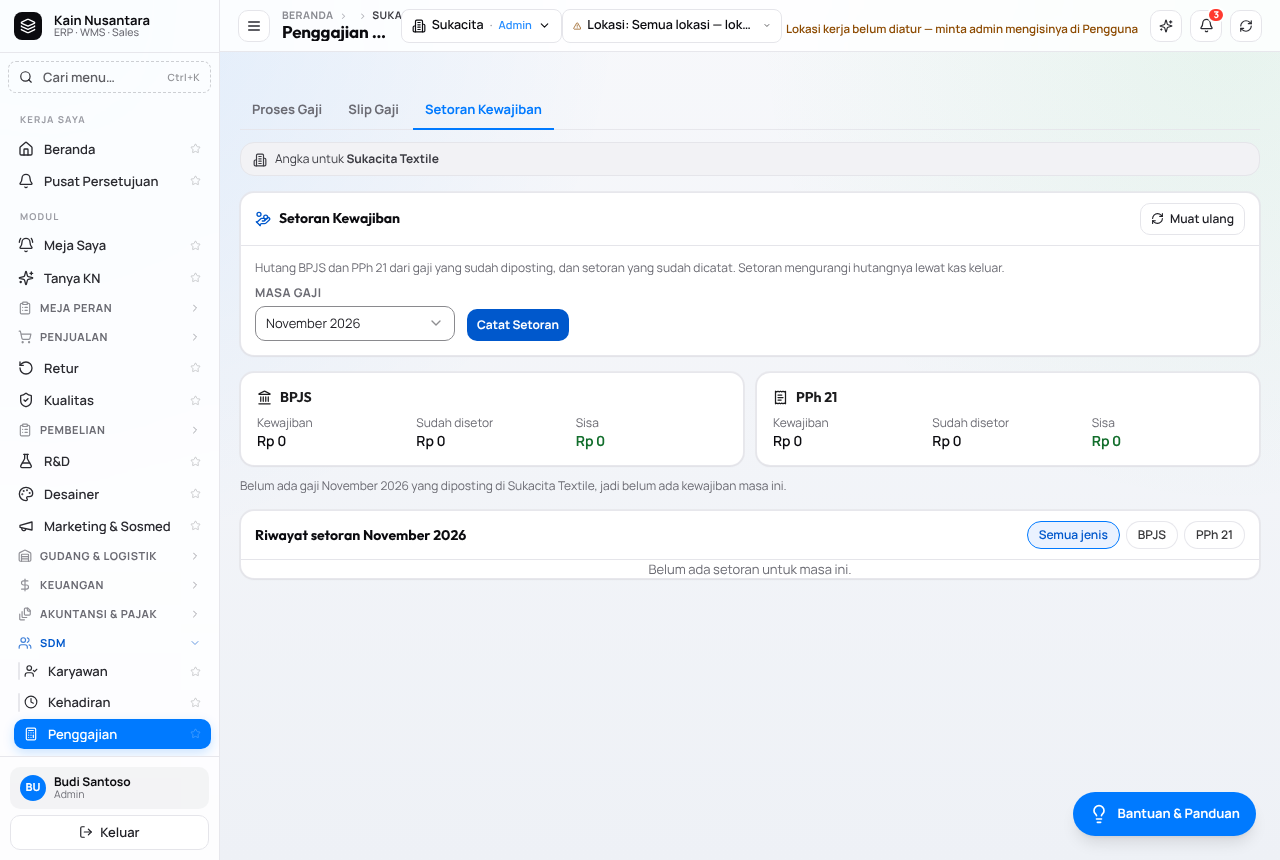 Kain Nusantara
ERP · WMS · Sales
Cari menu... Ctrl+K
KERJA SAYA
Beranda
Pusat Persetujuan
MODUL
Meja Saya
Tanya KN
MEJA PERAN
PENJUALAN
Retur
Kualitas
PEMBELIAN
R&D
Desainer
Marketing & Sosmed
GUDANG & LOGISTIK
KEUANGAN
AKUNTANSI & PAJAK
SDM
Karyawan
Kehadiran
Penggajian
BU
Budi Santoso
Admin
Keluar
BERANDA > > SUKA
Penggajian ...
Sukacita · Admin
Lokasi: Semua lokasi — lok...
Lokasi kerja belum diatur — minta admin mengisinya di Pengguna
3
Proses Gaji Slip Gaji Setoran Kewajiban
Angka untuk Sukacita Textile
Setoran Kewajiban
Muat ulang
Hutang BPJS dan PPh 21 dari gaji yang sudah diposting, dan setoran yang sudah dicatat. Setoran mengurangi hutangnya lewat kas keluar.
MASA GAJI
November 2026
Catat Setoran
BPJS
Kewajiban Sudah disetor Sisa
Rp 0 Rp 0 Rp 0
PPh 21
Kewajiban Sudah disetor Sisa
Rp 0 Rp 0 Rp 0
Belum ada gaji November 2026 yang diposting di Sukacita Textile, jadi belum ada kewajiban masa ini.
Riwayat setoran November 2026
Semua jenis BPJS PPh 21
Belum ada setoran untuk masa ini.
Bantuan & Panduan